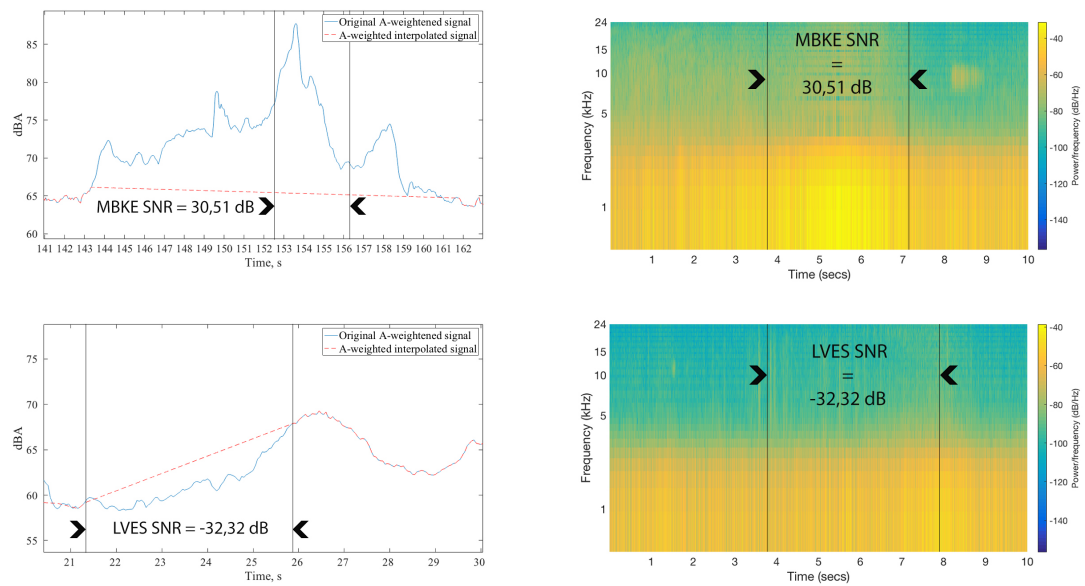 Original A-weightened signal
A-weighted interpolated signal
85
80
75
70
65
60
dBA
MBKE SNR = 30,51 dB
141 142 143 145 146 147 149 150 152 153 154 155 156 157 159 160 161 162
Time, s
24
15
10
5
1
Frequency (kHz)
MBKE SNR
=
30,51 dB
1 2 3 4 5 6 7 8 9 10
Time (secs)
-40
-60
-80
-100
-120
-140
Power/frequency (dB/Hz)
Original A-weightened signal
A-weighted interpolated signal
75
70
65
60
55
dBA
LVES SNR = -32,32 dB
21 22 23 24 25 26 27 28 29 30
Time, s
24
15
10
5
1
Frequency (kHz)
LVES SNR
=
-32,32 dB
1 2 3 4 5 6 7 8 9 10
Time (secs)
-40
-60
-80
-100
-120
-140
Power/frequency (dB/Hz)